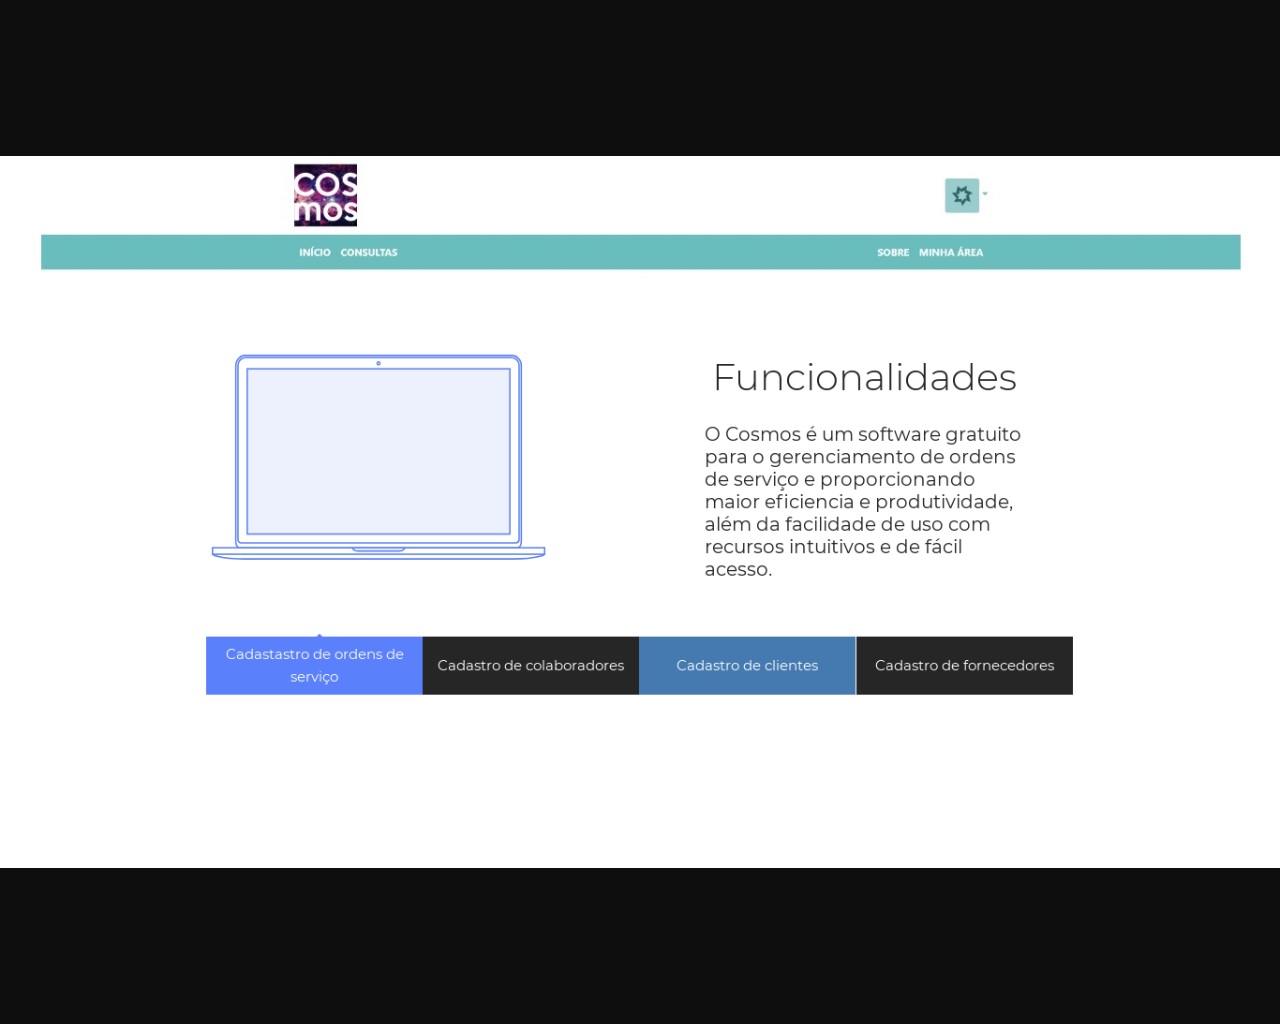 COS
mos
INÍCIO CONSULTAS SOBRE MINHA ÁREA
Funcionalidades
O Cosmos é um software gratuito
para o gerenciamento de ordens
de serviço e proporcionando
maior eficiencia e produtividade,
além da facilidade de uso com
recursos intuitivos e de fácil
acesso.
Cadastastro de ordens de
serviço
Cadastro de colaboradores
Cadastro de clientes
Cadastro de fornecedores